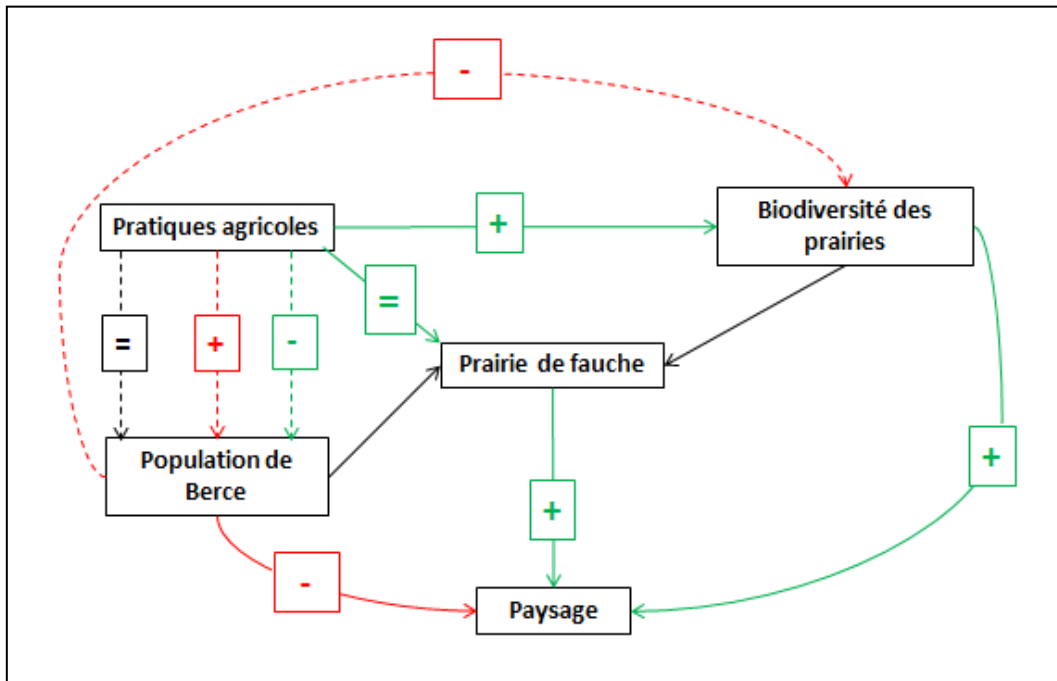 -
Pratiques agricoles
+
Biodiversité des
prairies
=
=
+
-
Prairie de fauche
Population de
Berce
+
+
-
Paysage